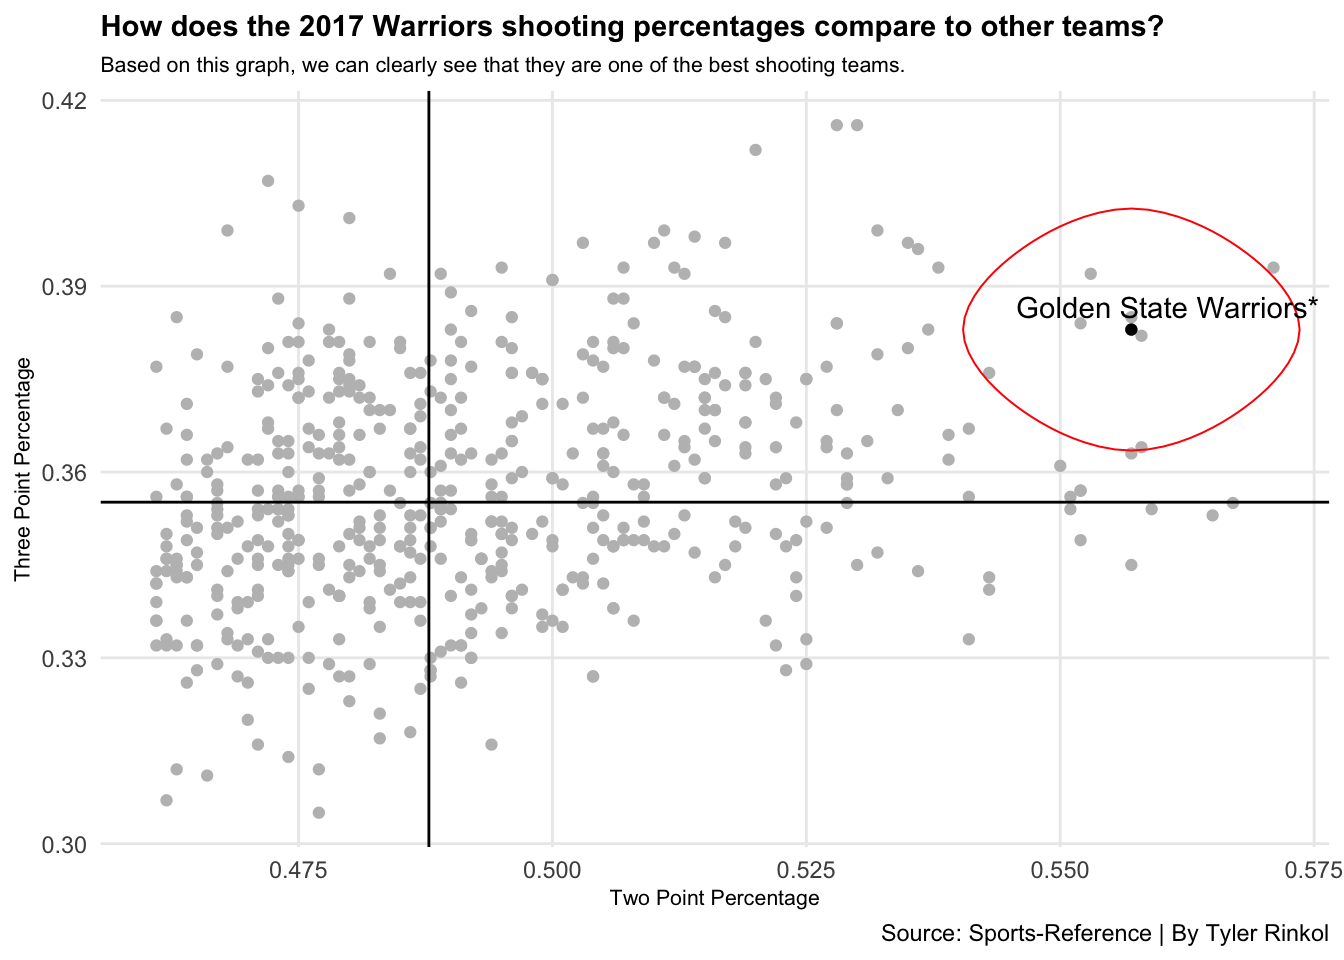 How does the 2017 Warriors shooting percentages compare to other teams?
Based on this graph, we can clearly see that they are one of the best shooting teams.
0.42
0.39
0.36
0.33
0.30
Three Point Percentage
Golden State Warriors*
0.475 0.500 0.525 0.550 0.575
Two Point Percentage
Source: Sports-Reference | By Tyler Rinkol